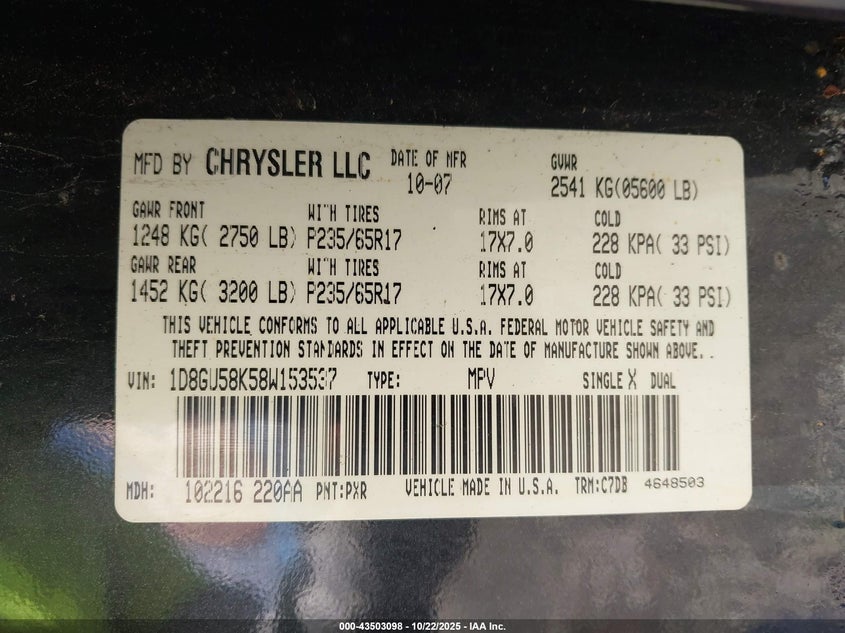 MFD BY CHRYSLER LLC DATE OF MFR 10-07 GVWR 2541 KG(05600 LB)
GAWR FRONT WITH TIRES RIMS AT COLD
1248 KG( 2750 LB) P235/65R17 17X7.0 228 KPA( 33 PSI)
GAWR REAR WITH TIRES RIMS AT COLD
1452 KG( 3200 LB) P235/65R17 17X7.0 228 KPA( 33 PSI)
THIS VEHICLE CONFORMS TO ALL APPLICABLE U.S.A. FEDERAL MOTOR VEHICLE SAFETY AND
THEFT PREVENTION STANDARDS IN EFFECT ON THE DATE OF MANUFACTURE SHOWN ABOVE.
VIN: 1D8GU58K58W153537 TYPE: MPV SINGLE X DUAL
MDH: 102216 220AA PNT:PXR VEHICLE MADE IN U.S.A. TRM:C7DB 4648503
000-43503098 - 10/22/2025 - IAA Inc.